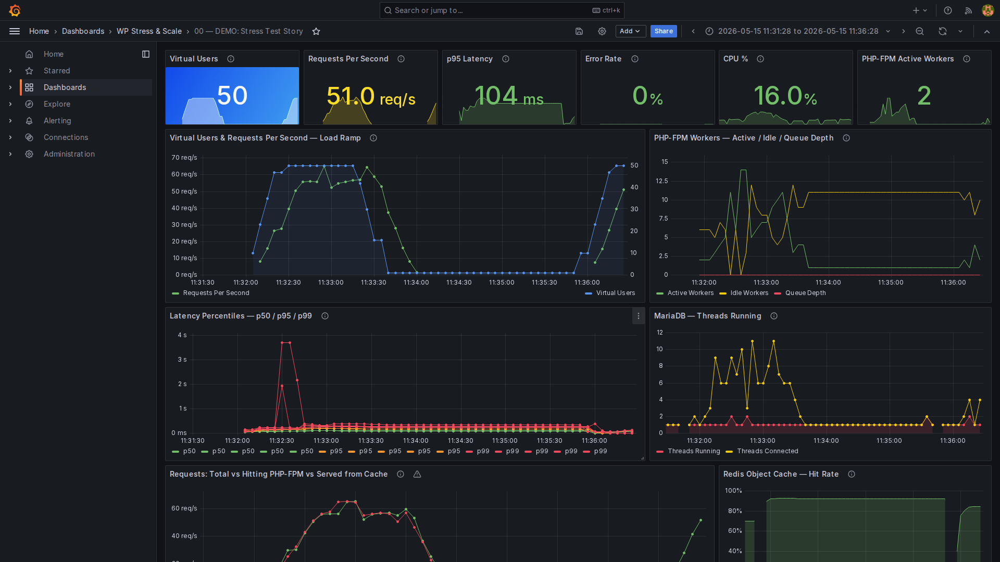 Search or jump to...
ctrl+k
Home › Dashboards › WP Stress & Scale › 00 — DEMO: Stress Test Story
Add
Share
2026-05-15 11:31:28 to 2026-05-15 11:36:28
Home
Starred
Dashboards
Explore
Alerting
Connections
Administration
Virtual Users
50
Requests Per Second
51.0 req/s
p95 Latency
104 ms
Error Rate
0%
CPU %
16.0%
PHP-FPM Active Workers
2
Virtual Users & Requests Per Second — Load Ramp
70 req/s
60 req/s
50 req/s
40 req/s
30 req/s
20 req/s
10 req/s
0 req/s
50
40
30
20
10
0
11:31:30 11:32:00 11:32:30 11:33:00 11:33:30 11:34:00 11:34:30 11:35:00 11:35:30 11:36:00
Requests Per Second
Virtual Users
PHP-FPM Workers — Active / Idle / Queue Depth
15
12.5
10
7.5
5
2.5
0
11:32:00 11:33:00 11:34:00 11:35:00 11:36:00
Active Workers Idle Workers Queue Depth
Latency Percentiles — p50 / p95 / p99
4 s
3 s
2 s
1 s
0 ms
11:31:30 11:32:00 11:32:30 11:33:00 11:33:30 11:34:00 11:34:30 11:35:00 11:35:30 11:36:00
p50 p50 p50 p50 p50 p95 p95 p95 p95 p95 p99 p99 p99 p99 p99
MariaDB — Threads Running
12
10
8
6
4
2
0
11:32:00 11:33:00 11:34:00 11:35:00 11:36:00
Threads Running Threads Connected
Requests: Total vs Hitting PHP-FPM vs Served from Cache
60 req/s
40 req/s
Redis Object Cache — Hit Rate
100%
80%
60%
40%